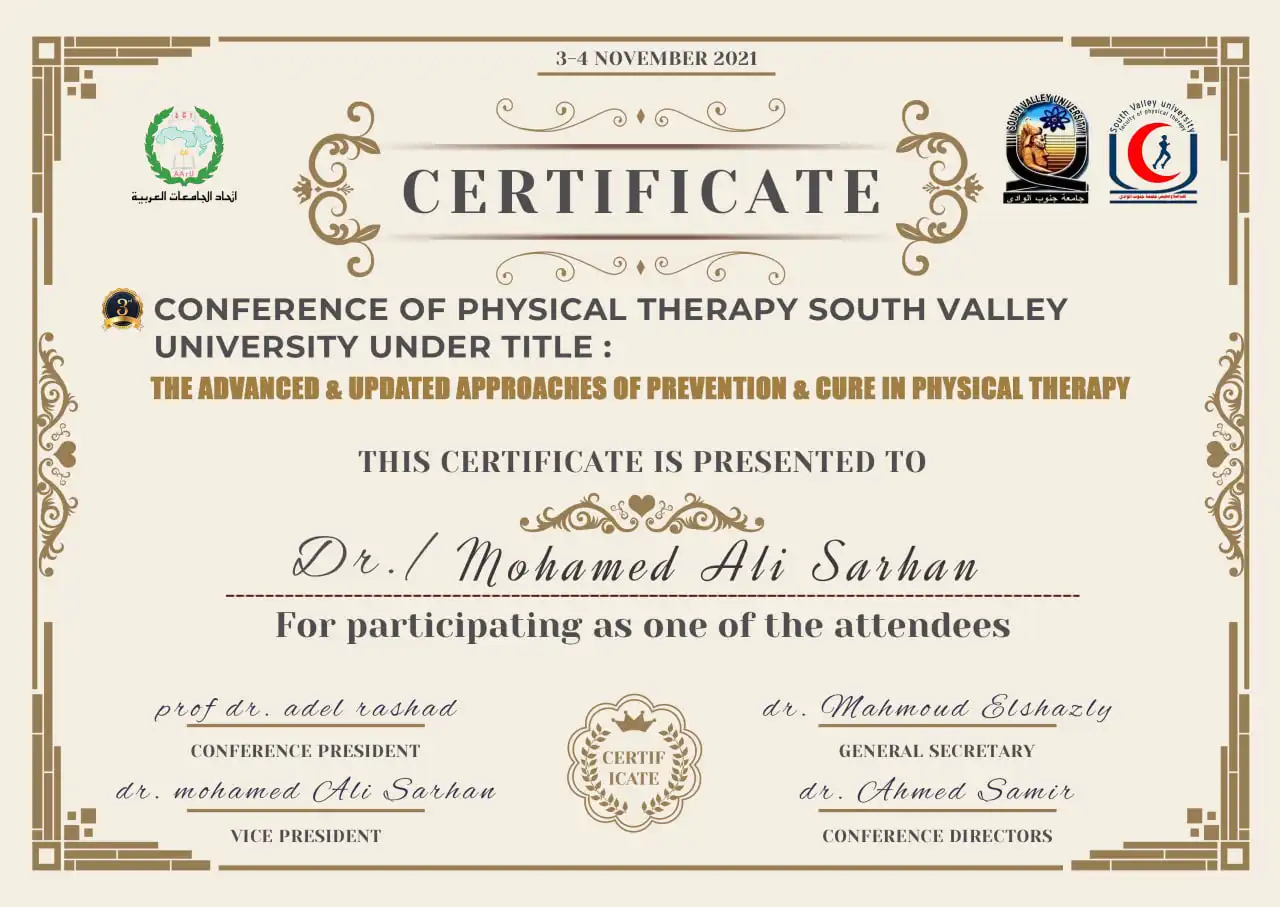 3-4 NOVEMBER 2021
AArU
اتحاد الجامعات العربية
SOUTH VALLEY UNIVERSITY
جامعة جنوب الوادى
South Valley university
faculty of physical therapy
CERTIFICATE
3rd CONFERENCE OF PHYSICAL THERAPY SOUTH VALLEY
UNIVERSITY UNDER TITLE :
THE ADVANCED & UPDATED APPROACHES OF PREVENTION & CURE IN PHYSICAL THERAPY
THIS CERTIFICATE IS PRESENTED TO
Dr./ Mohamed Ali Sarhan
For participating as one of the attendees
prof dr. adel rashad
CONFERENCE PRESIDENT
dr. mohamed Ali Sarhan
VICE PRESIDENT
CERTIF
ICATE
dr. Mahmoud Elshazly
GENERAL SECRETARY
dr. Ahmed Samir
CONFERENCE DIRECTORS